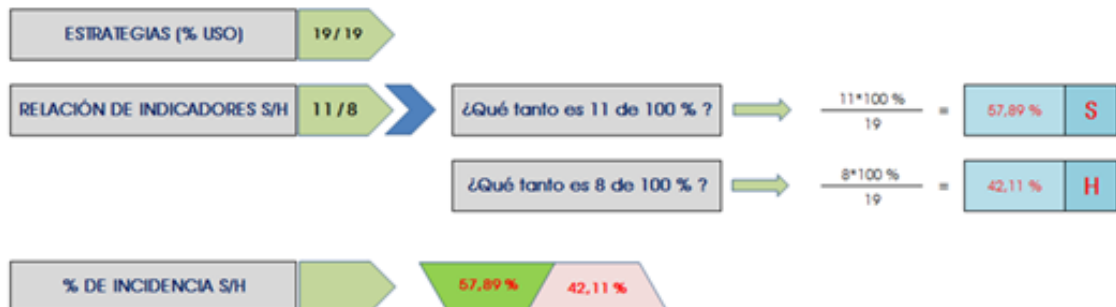 ESTRATEGIAS (% USO) 19/19
RELACIÓN DE INDICADORES S/H 11/8 ¿Qué tanto es 11 de 100 % ? 11*100 % = 57,89 % S
19
¿Qué tanto es 8 de 100 % ? 8*100 % = 42,11 % H
19
% DE INCIDENCIA S/H 57,89 % 42,11 %